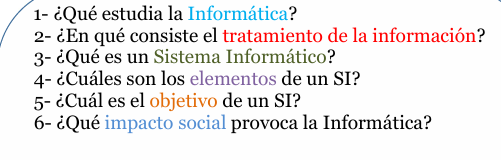 1- ¿Qué estudia la Informática?
2- ¿En qué consiste el tratamiento de la información?
3- ¿Qué es un Sistema Informático?
4- ¿Cuáles son los elementos de un SI?
5- ¿Cuál es el objetivo de un SI?
6- ¿Qué impacto social provoca la Informática?